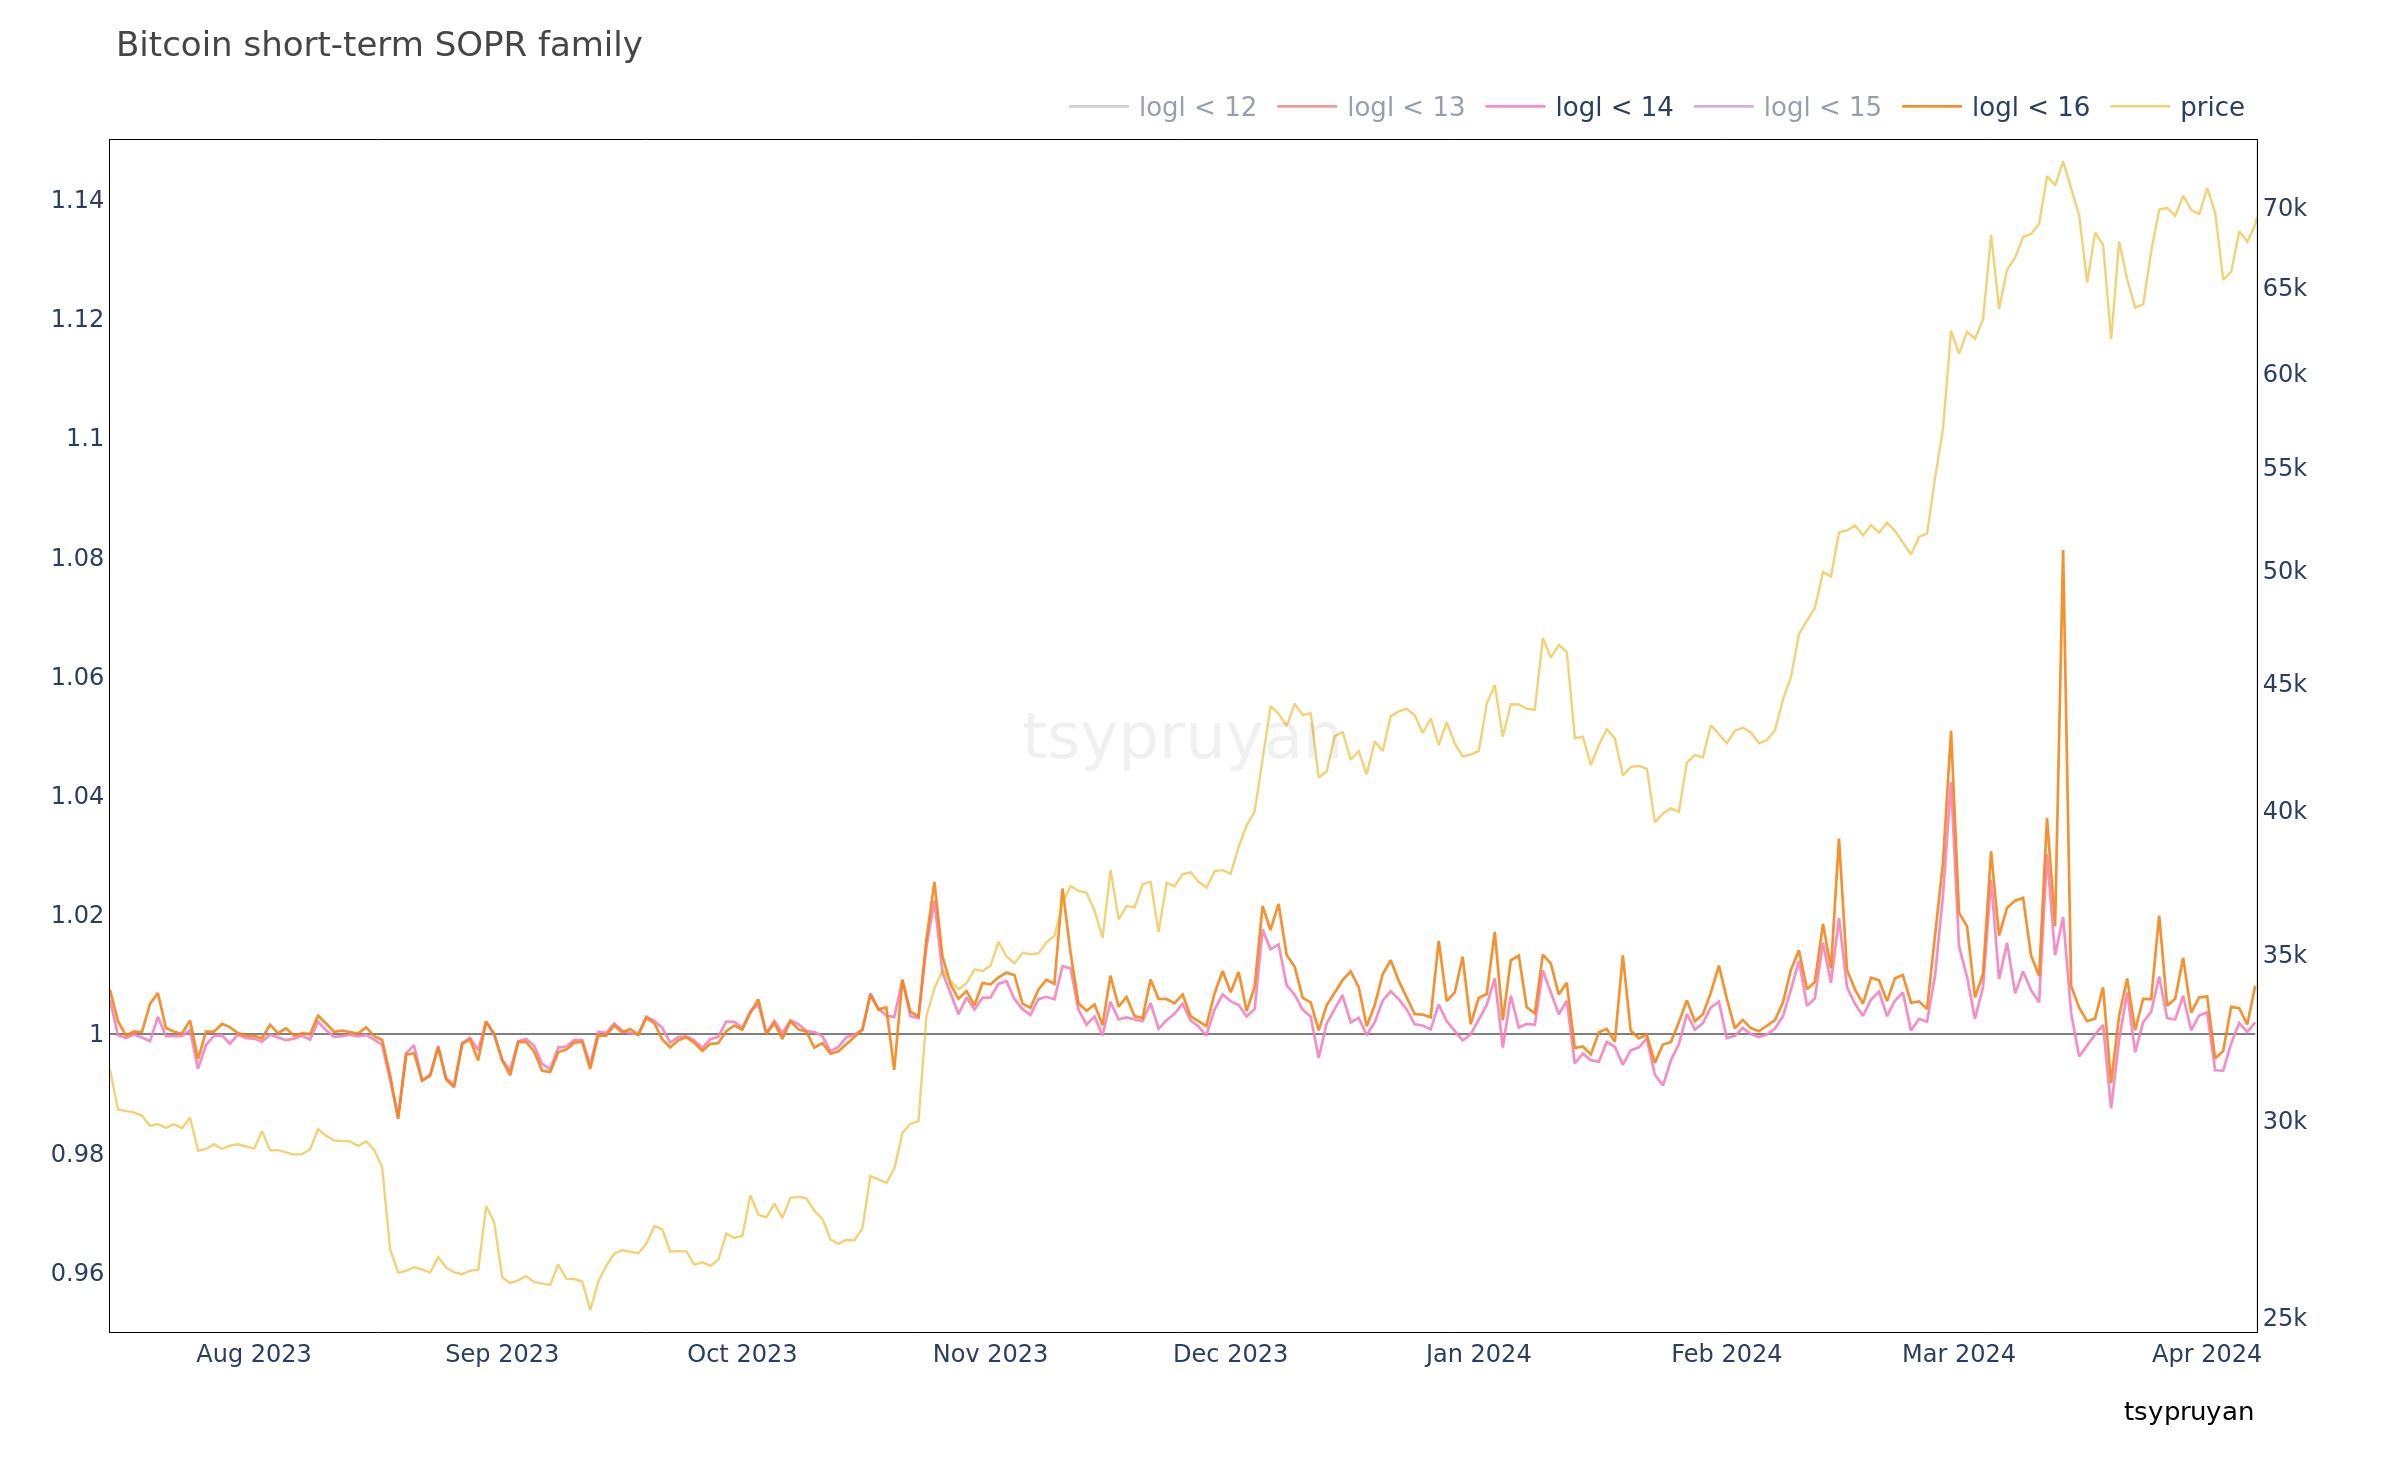 Bitcoin short-term SOPR family
logl < 12 logl < 13 logl < 14 logl < 15 logl < 16 price
1.14
1.12
1.1
1.08
1.06
1.04
1.02
1
0.98
0.96
70k
65k
60k
55k
50k
45k
40k
35k
30k
25k
tsypruyan
Aug 2023 Sep 2023 Oct 2023 Nov 2023 Dec 2023 Jan 2024 Feb 2024 Mar 2024 Apr 2024
tsypruyan